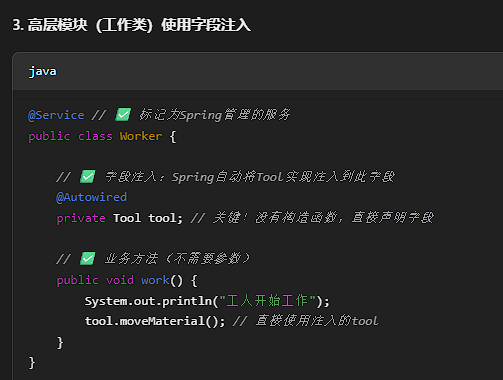 3. 高层模块（工作类）使用字段注入
java
@Service // ✅ 标记为Spring管理的服务
public class Worker {
// ✅ 字段注入：Spring自动将Tool实现注入到此字段
@Autowired
private Tool tool; // 关键！没有构造函数，直接声明字段
// ✅ 业务方法（不需要参数）
public void work() {
System.out.println("工人开始工作");
tool.moveMaterial(); // 直接使用注入的tool
}
}